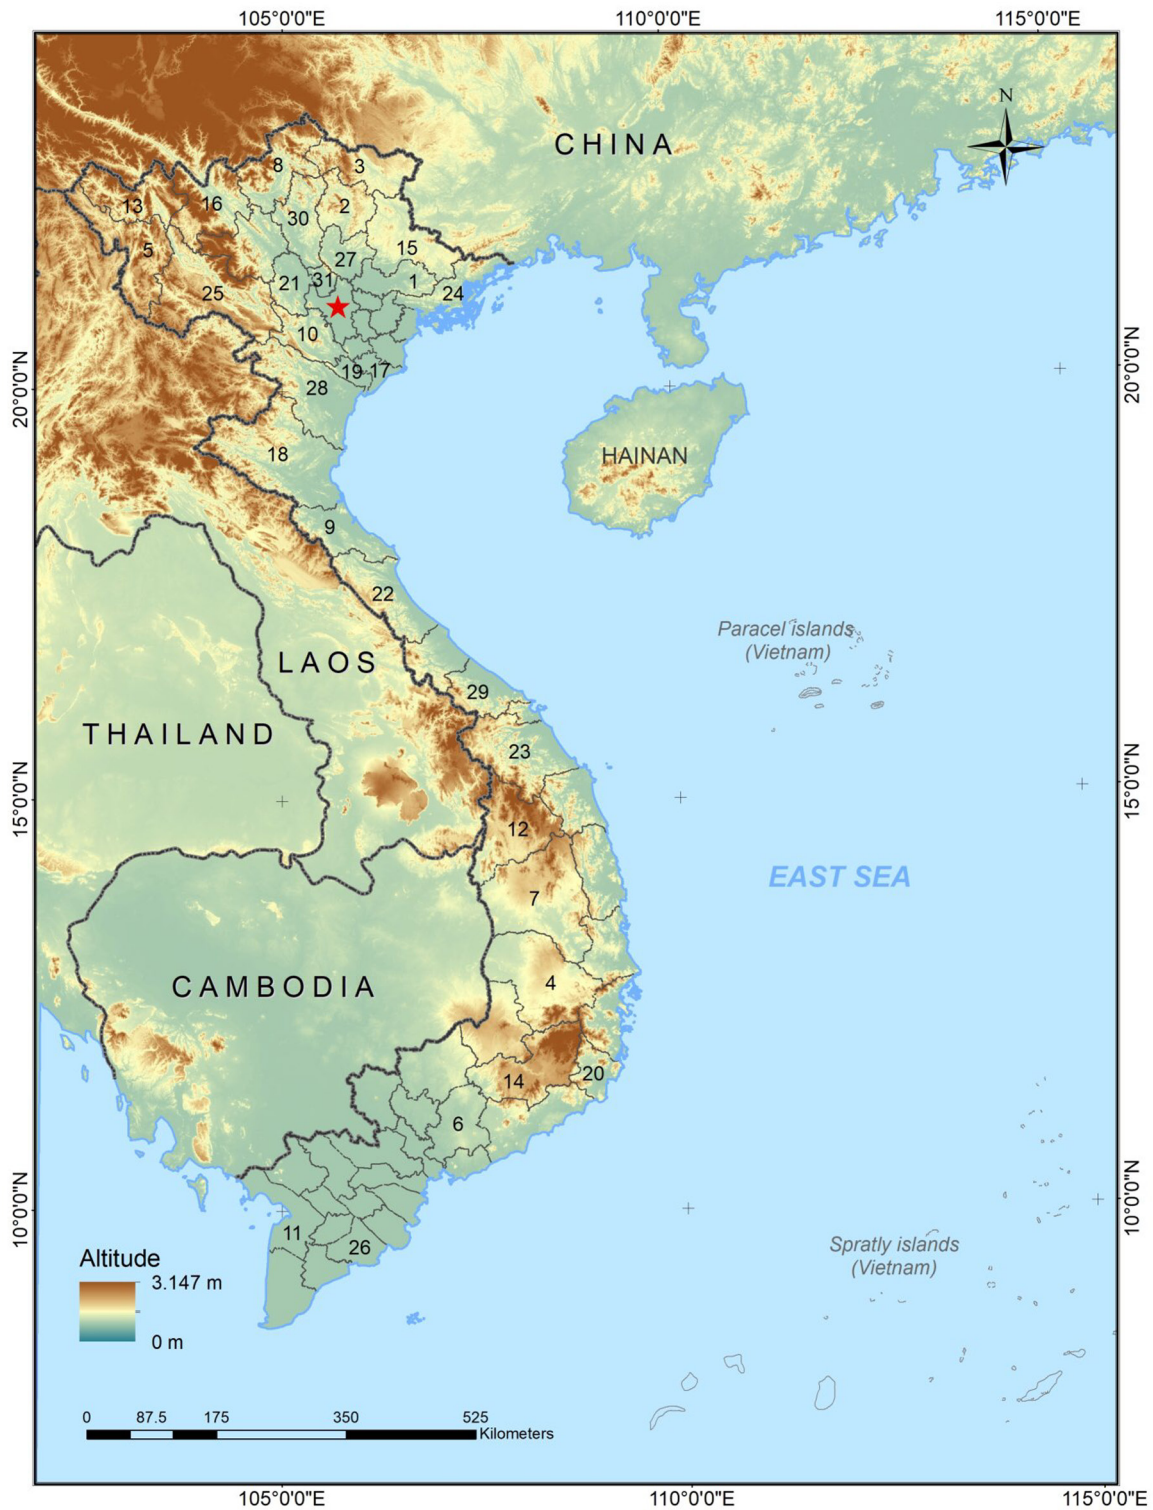 105°0'0"E 110°0'0"E 115°0'0"E
N
CHINA
8 3
13 16 30 2
5 15
27
21 31 1
25 24
10
19 17
20°0'0"N 28 20°0'0"N
18 HAINAN
9
22
Paracel islands
(Vietnam)
LAOS
29
THAILAND 23
15°0'0"N 15°0'0"N
12
EAST SEA
7
CAMBODIA 4
14 20
6
10°0'0"N 10°0'0"N
11
26
Spratly islands
(Vietnam)
Altitude
3.147 m
0 m
0 87.5 175 350 525
Kilometers
105°0'0"E 110°0'0"E 115°0'0"E